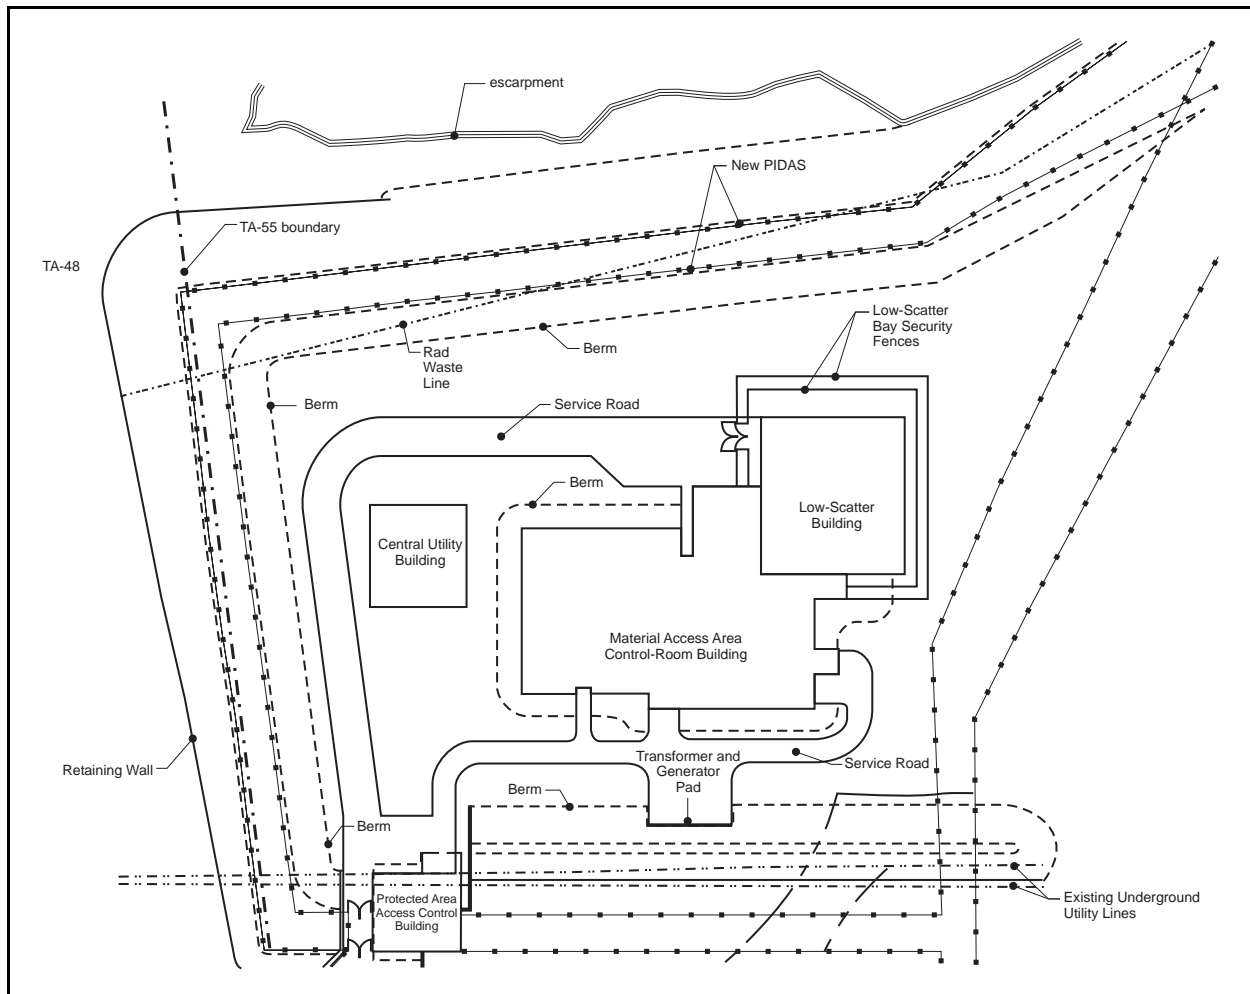 escarpment
New PIDAS
TA-55 boundary
TA-48
Low-Scatter
Bay Security
Fences
Rad
Waste
Line
Berm
Berm
Service Road
Berm
Low-Scatter
Building
Central Utility
Building
Material Access Area
Control-Room Building
Retaining Wall
Transformer and
Generator
Pad
Service Road
Berm
Berm
Protected Area
Access Control
Building
Existing Underground
Utility Lines